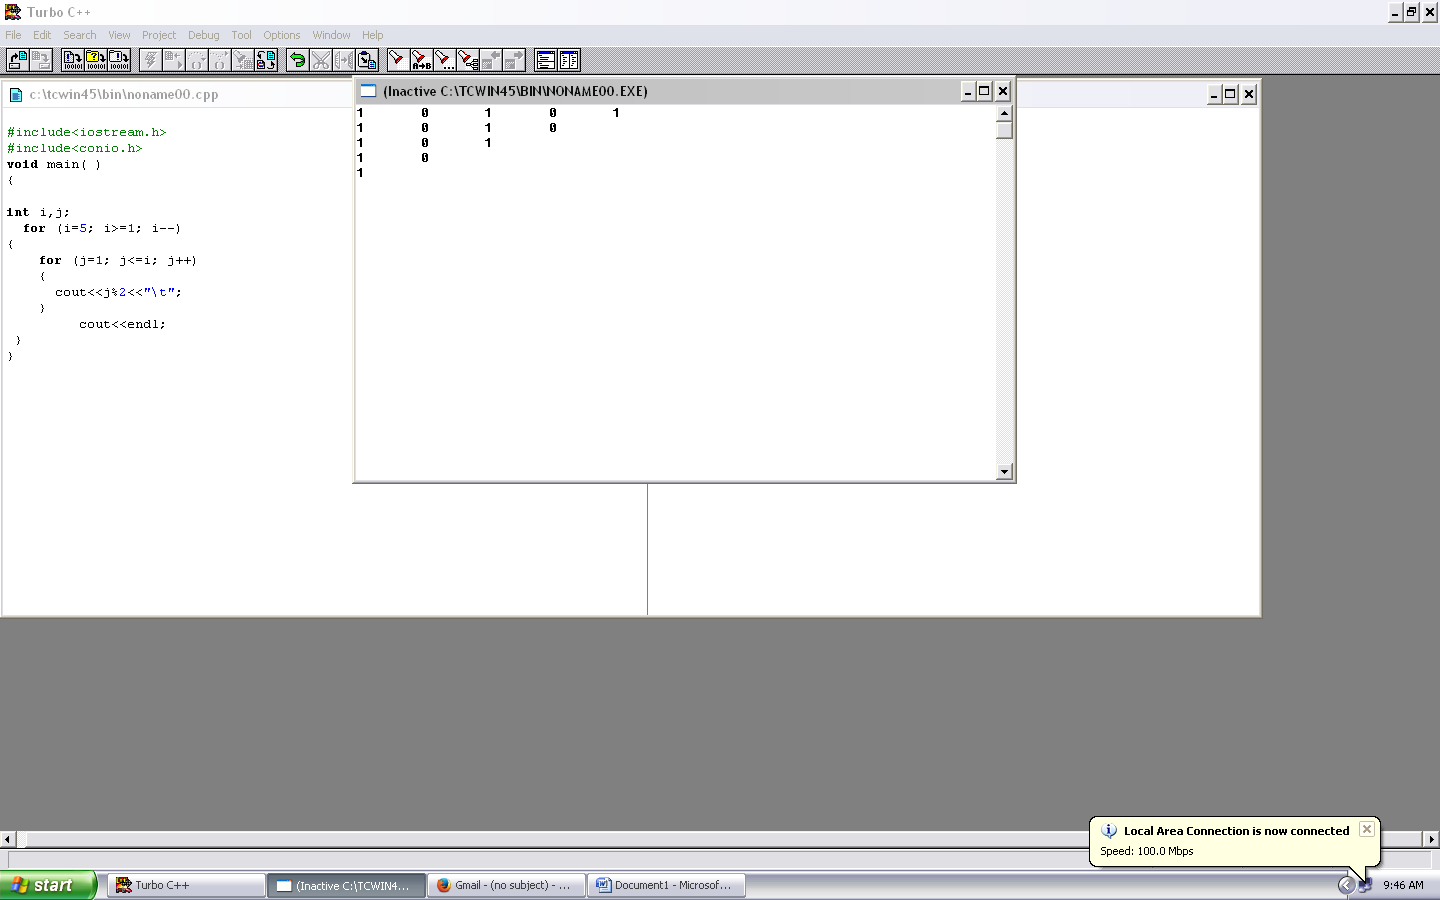 Turbo C++
File Edit Search View Project Debug Tool Options Window Help
c:\tcwin45\bin\noname00.cpp
#include<iostream.h>
#include<conio.h>
void main( )
{
int i,j;
for (i=5; i>=1; i--)
{
for (j=1; j<=i; j++)
{
cout<<j%2<<"\t";
}
cout<<endl;
}
}
(Inactive C:\TCWIN45\BIN\NONAME00.EXE)
1 0 1 0 1
1 0 1 0
1 0 1
1 0
1
Local Area Connection is now connected
Speed: 100.0 Mbps
start
Turbo C++
(Inactive C:\TCWIN4...
Gmail - (no subject) - ...
Document1 - Microsof...
9:46 AM